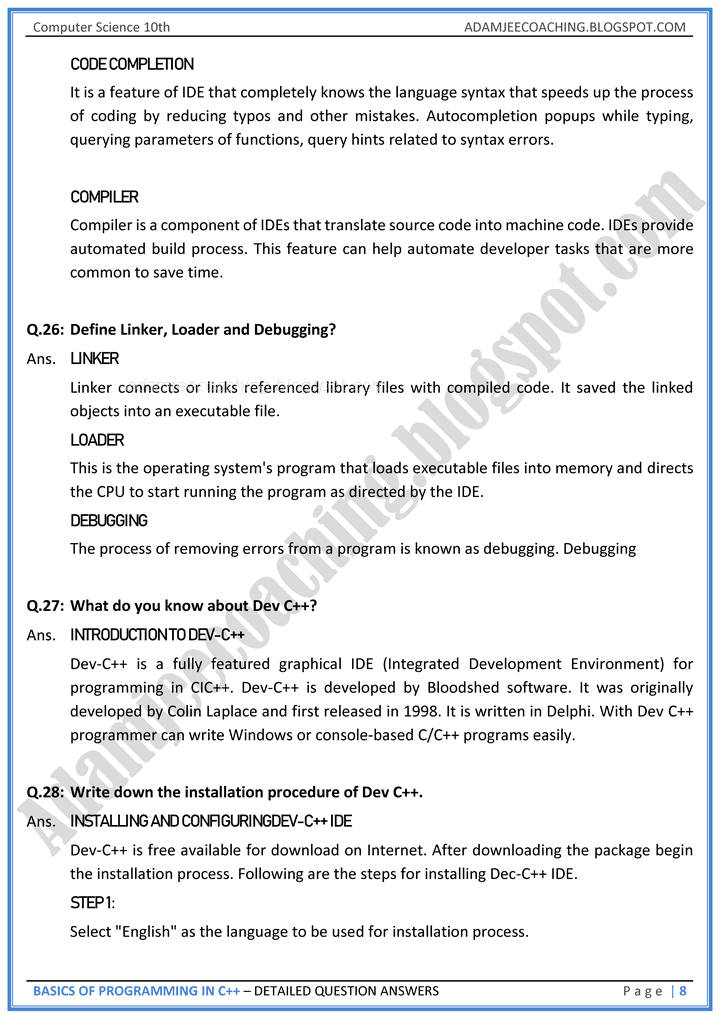 Computer Science 10th ADAMJEECOACHING.BLOGSPOT.COM
CODE COMPLETION
It is a feature of IDE that completely knows the language syntax that speeds up the process
of coding by reducing typos and other mistakes. Autocompletion popups while typing,
querying parameters of functions, query hints related to syntax errors.
COMPILER
Compiler is a component of IDEs that translate source code into machine code. IDEs provide
automated build process. This feature can help automate developer tasks that are more
common to save time.
Q.26: Define Linker, Loader and Debugging?
Ans. LINKER
Linker connects or links referenced library files with compiled code. It saved the linked
objects into an executable file.
LOADER
This is the operating system's program that loads executable files into memory and directs
the CPU to start running the program as directed by the IDE.
DEBUGGING
The process of removing errors from a program is known as debugging. Debugging
Q.27: What do you know about Dev C++?
Ans. INTRODUCTION TO DEV-C++
Dev-C++ is a fully featured graphical IDE (Integrated Development Environment) for
programming in CIC++. Dev-C++ is developed by Bloodshed software. It was originally
developed by Colin Laplace and first released in 1998. It is written in Delphi. With Dev C++
programmer can write Windows or console-based C/C++ programs easily.
Q.28: Write down the installation procedure of Dev C++.
Ans. INSTALLING AND CONFIGURINGDEV-C++ IDE
Dev-C++ is free available for download on Internet. After downloading the package begin
the installation process. Following are the steps for installing Dec-C++ IDE.
STEP 1:
Select "English" as the language to be used for installation process.
BASICS OF PROGRAMMING IN C++ – DETAILED QUESTION ANSWERS Page | 8
Adamjeecoaching.blogspot.com